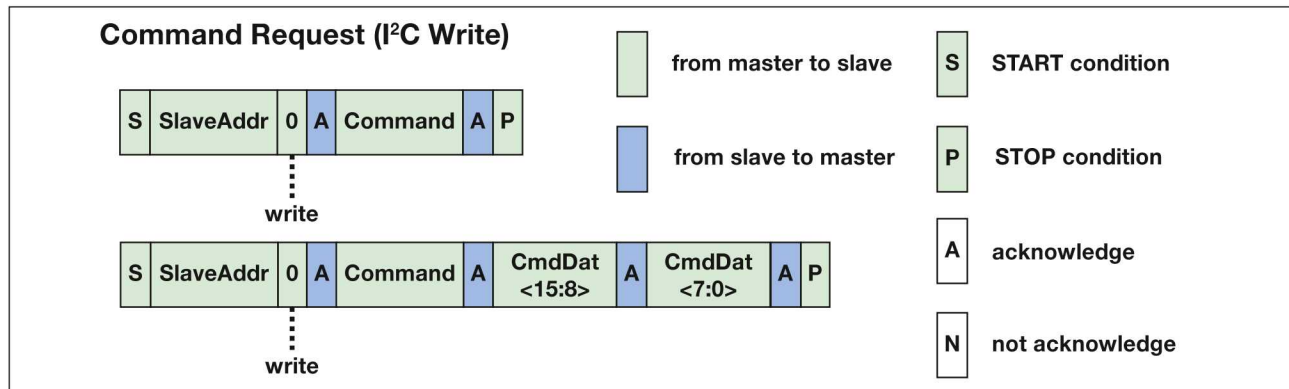 Command Request (I²C Write)
S SlaveAddr 0 A Command A P
write
S SlaveAddr 0 A Command A CmdDat <15:8> A CmdDat <7:0> A P
write
from master to slave
from slave to master
S START condition
P STOP condition
A acknowledge
N not acknowledge